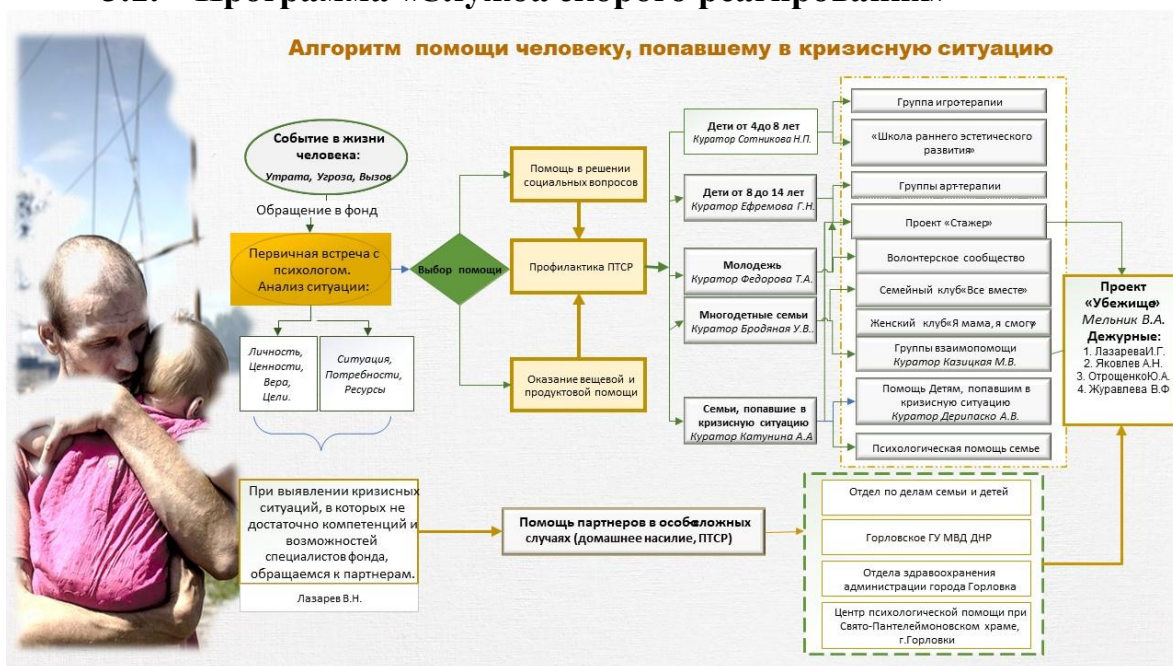 Алгоритм помощи человеку, попавшему в кризисную ситуацию
Событие в жизни
человека:
Утрата, Угроза, Вызов
Обращение в фонд
Первичная встреча с
психологом.
Анализ ситуации:
Личность,
Ценности,
Вера,
Цели.
Ситуация,
Потребности,
Ресурсы
Выбор помощи
Помощь в решении
социальных вопросов
Профилактика ПТСР
Оказание вещевой и
продуктовой помощи
Дети от 4до 8 лет
Куратор Сотникова Н.П.
Дети от 8 до 14 лет
Куратор Ефремова Г.Н.
Молодежь
Куратор Федорова Т.А.
Многодетные семьи
Куратор Бродяная У.В.,
Семьи, попавшие в
кризисную ситуацию
Куратор Катунина А.А
Группа игротерапии
«Школа раннего эстетического
развития»
Группы арт-терапии
Проект «Стажер»
Волонтерское сообщество
Семейный клуб«Все вместе»
Женский клуб«Я мама, я смогу»
Группы взаимопомощи
Куратор Казицкая М.В.
Помощь Детям, попавшим в
кризисную ситуацию
Куратор Дерипаско А.В.
Психологическая помощь семье
Проект
«Убежище»
Мельник В.А.
Дежурные:
1. ЛазареваИ.Г.
2. Яковлев А.Н.
3. ОтрощенкоЮ.А.
4. Журавлева В.Ф
При выявлении кризисных
ситуаций, в которых не
достаточно компетенций и
возможностей
специалистов фонда,
обращаемся к партнерам.
Лазарев В.Н.
Помощь партнеров в особо
сложных
случаях (домашнее насилие, ПТСР)
Отдел по делам семьи и детей
Горловское ГУ МВД ДНР
Отдела здравоохранения
администрации города Горловка
Центр психологической помощи при
Свято-Пантелеймоновском храме,
г.Горловки